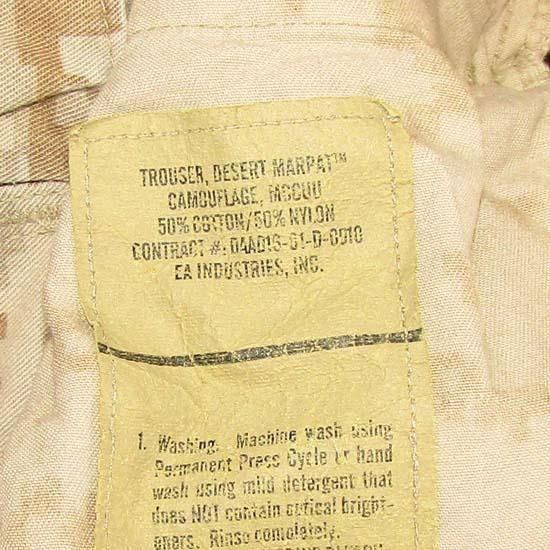 TROUSER, DESERT MARPAT™
CAMOUFLAGE, MCCUU
50% COTTON/50% NYLON
CONTRACT #:
EA INDUSTRIES, INC.
1. Washing. Machine wash using
Permanent Press Cycle or hand
wash using mild detergent that
does NOT contain optical bright-
eners. Rinse completely.